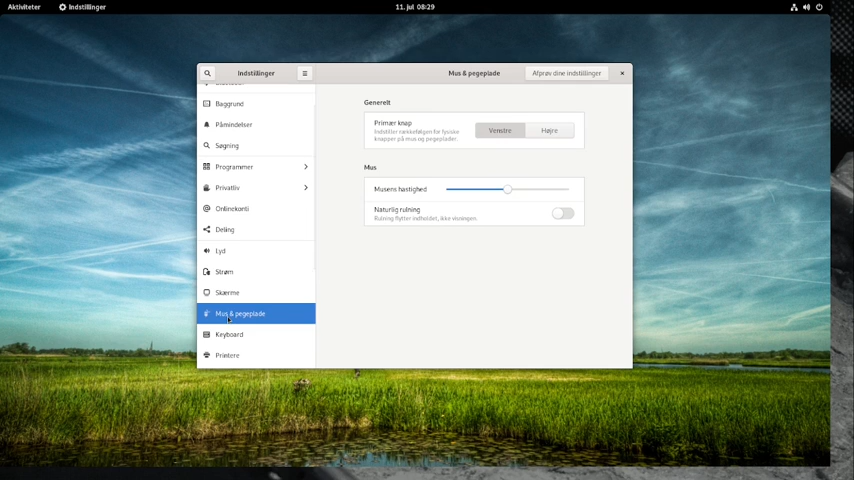 Aktiviteter
Indstillinger
11. jul 08:29
Indstillinger
Mus & pegeplade
Afprøv dine indstillinger
Baggrund
Påmindelser
Søgning
Programmer
Privatliv
Onlinekonti
Deling
Lyd
Strøm
Skærme
Mus & pegeplade
Keyboard
Printere
Generelt
Primær knap
Indstiller rækkefølgen for fysiske
knapper på mus og pegeplader.
Venstre
Højre
Mus
Musens hastighed
Naturlig rulning
Rulning flytter indholdet, ikke visningen.